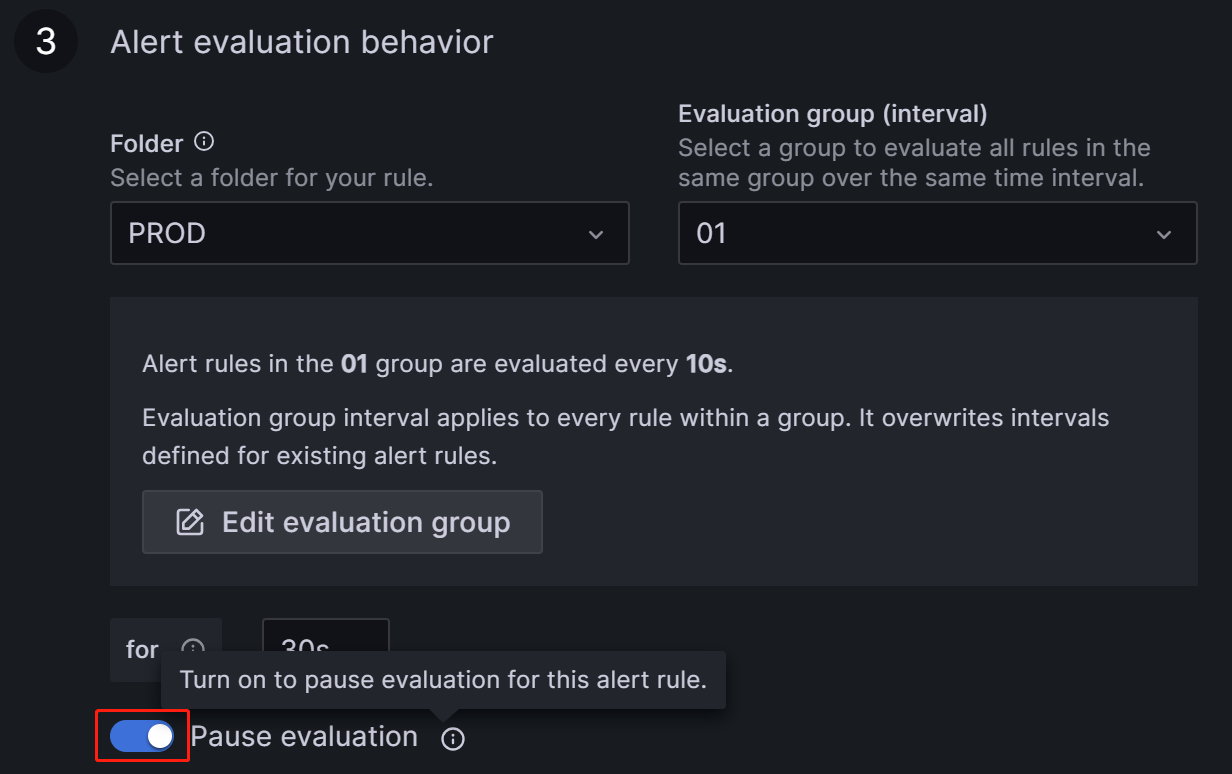 3
Alert evaluation behavior
Folder
Select a folder for your rule.
PROD
Evaluation group (interval)
Select a group to evaluate all rules in the
same group over the same time interval.
01
Alert rules in the 01 group are evaluated every 10s.
Evaluation group interval applies to every rule within a group. It overwrites intervals
defined for existing alert rules.
Edit evaluation group
for
30s
Turn on to pause evaluation for this alert rule.
Pause evaluation